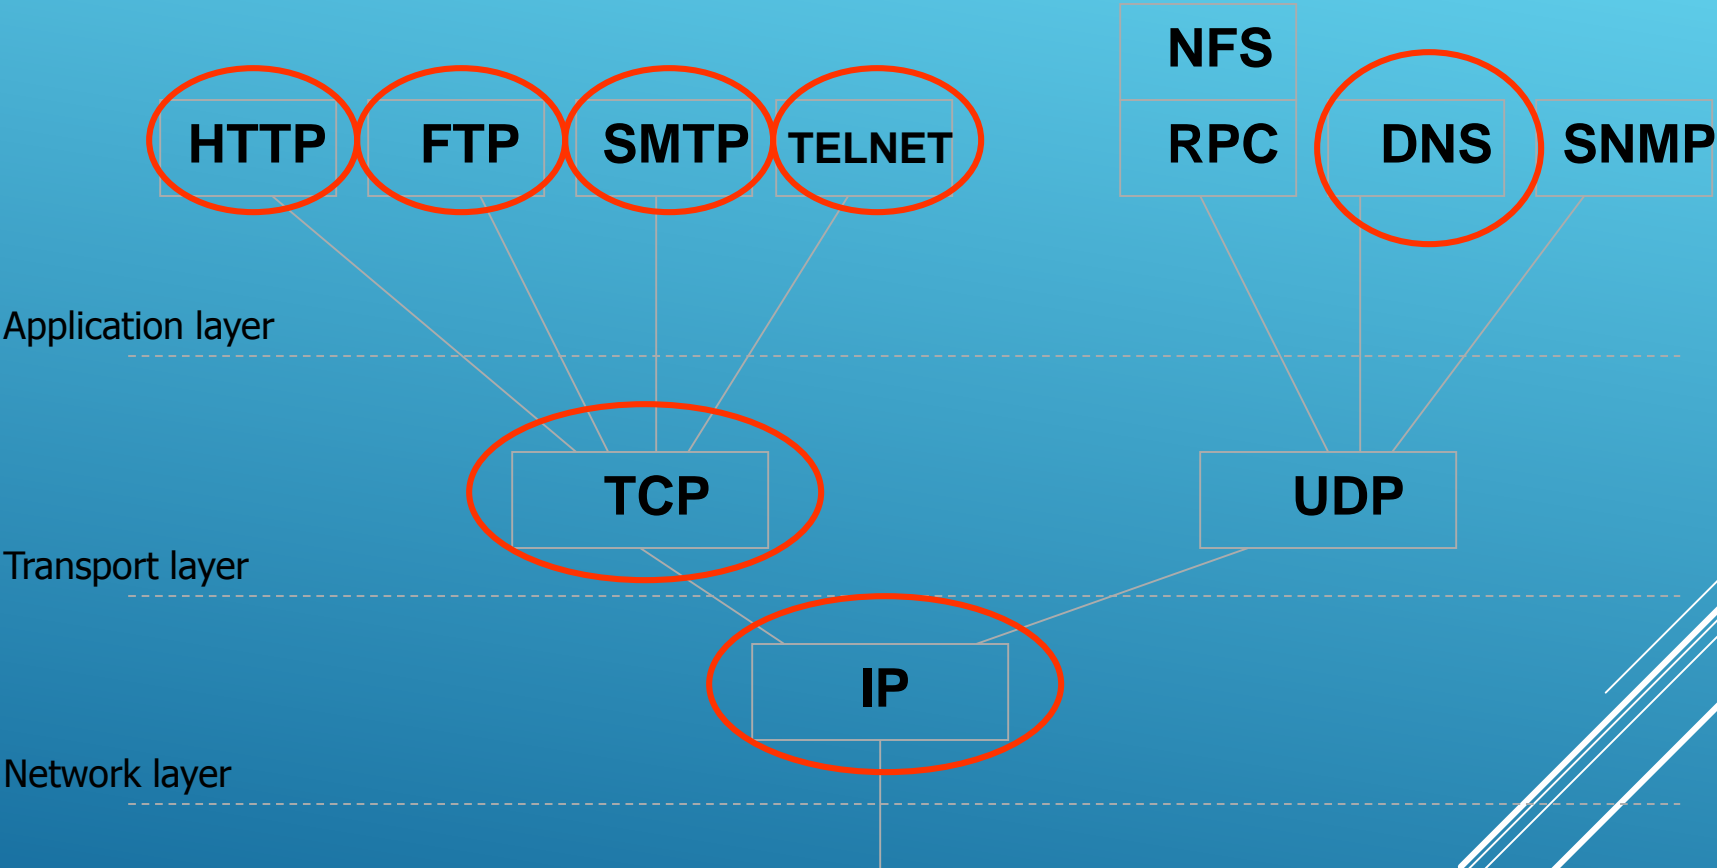 NFS
HTTP FTP SMTP TELNET RPC DNS SNMP
Application layer
TCP UDP
Transport layer
IP
Network layer